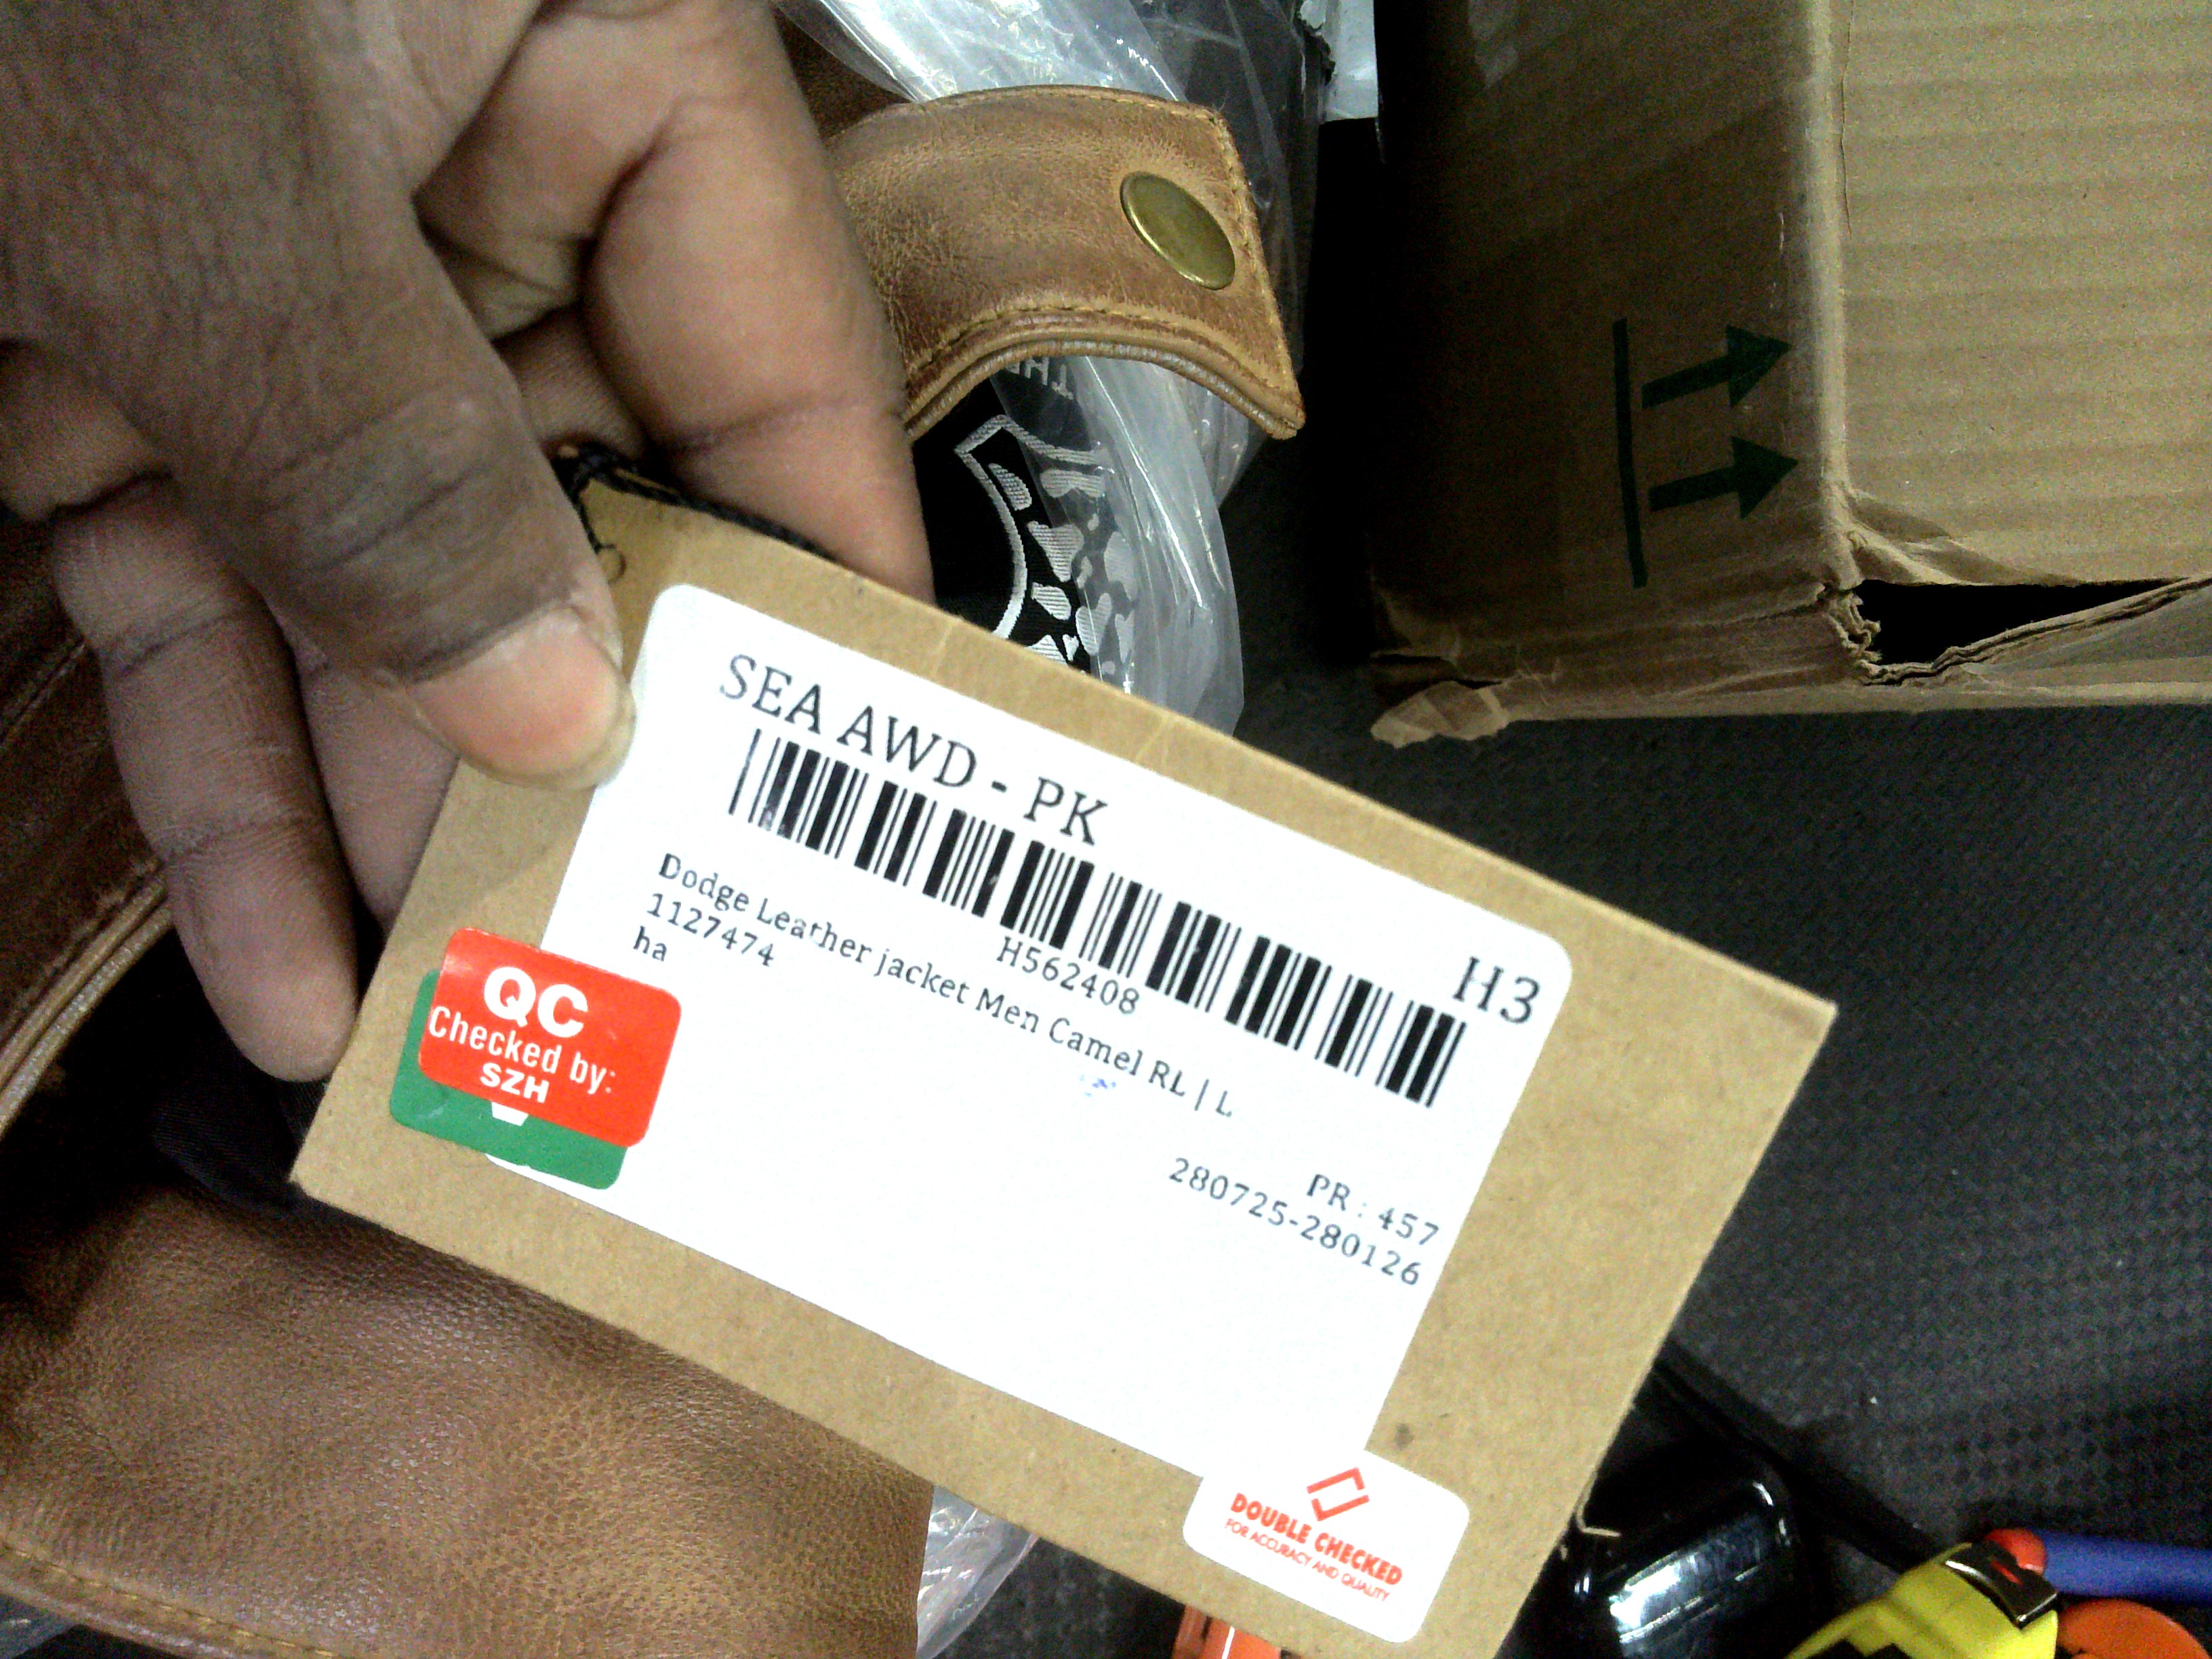 SEA AWD - PK
H3
H562408
Dodge Leather jacket Men Camel RL | L
1127474
ha
PR : 457
280725-280126
QC
Checked by:
SZH
DOUBLE CHECKED
FOR ACCURACY AND QUALITY